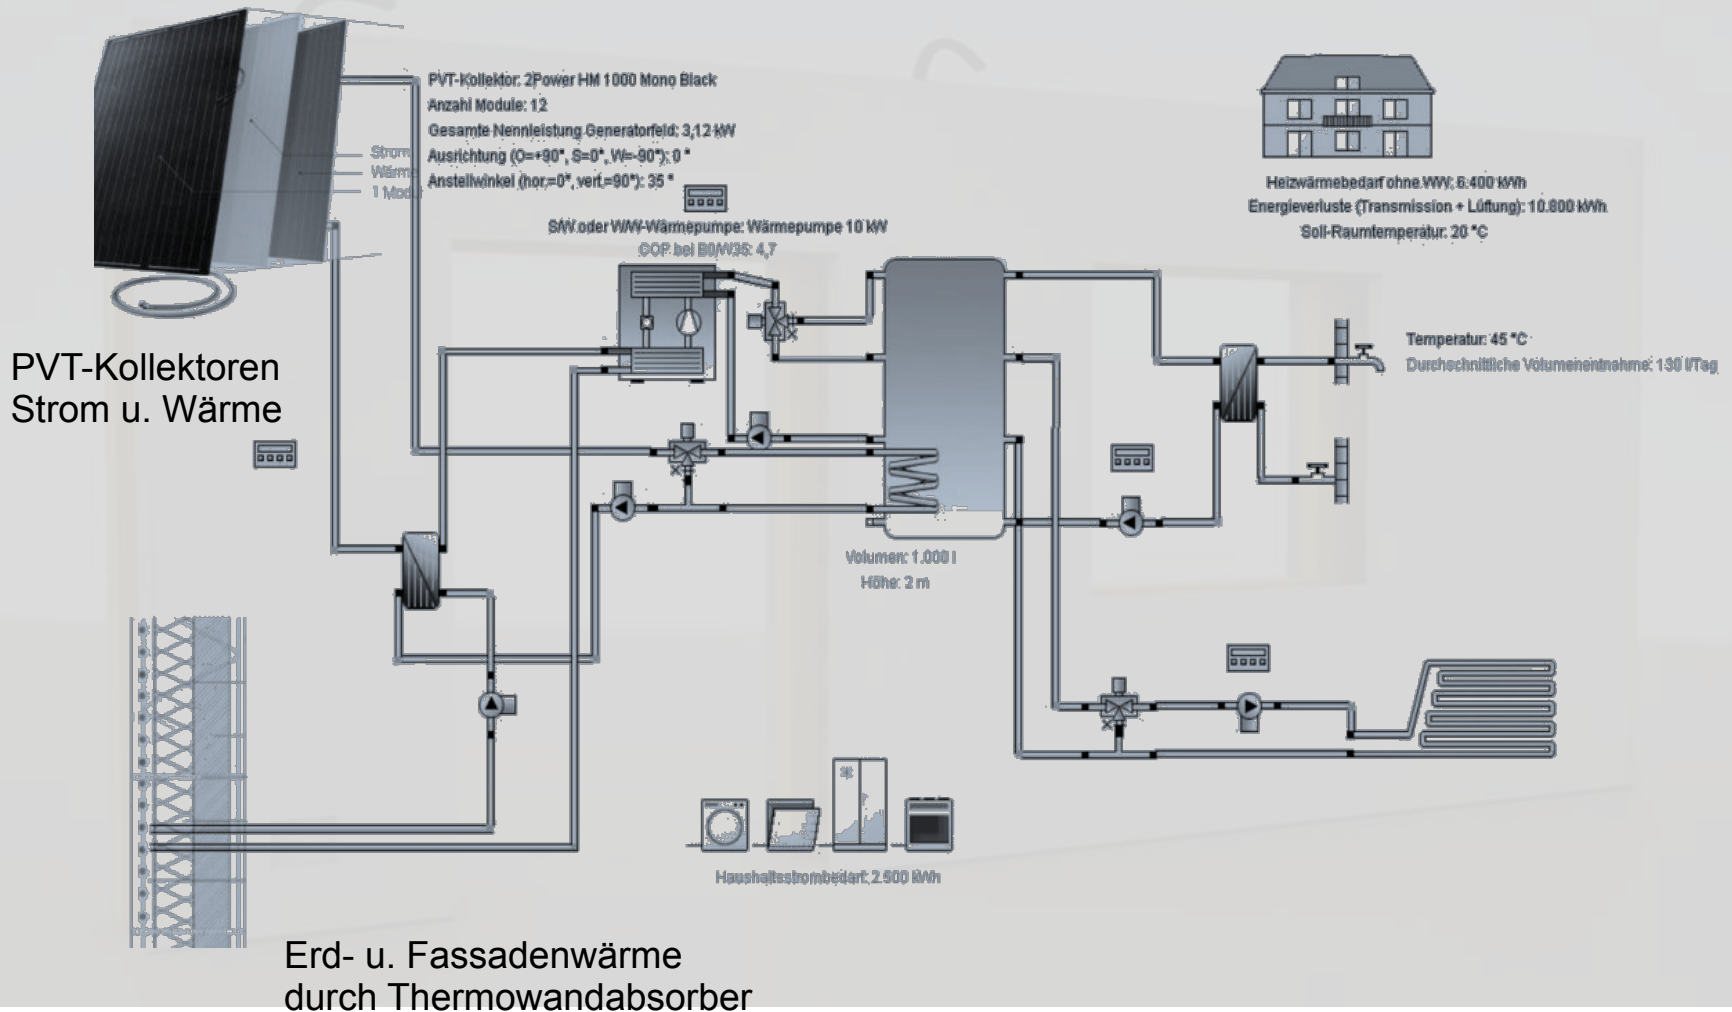 PVT-Kollektor: 2Power HM 1000 Mono Black
Anzahl Module: 12
Gesamte Nennleistung Generatorfeld: 3,12 kW
Ausrichtung (O=+90°, S=0°, W=-90°): 0 °
Anstellwinkel (hor.=0°, vert.=90°): 35 °
Strom
Wärme
1 Modul
S/W oder W/W-Wärmepumpe: Wärmepumpe 10 kW
COP bei B0/W35: 4,7
Heizwärmebedarf ohne WW: 6.400 kWh
Energieverluste (Transmission + Lüftung): 10.800 kWh
Soll-Raumtemperatur: 20 °C
Temperatur: 45 °C
Durchschnittliche Volumenentnahme: 130 l/Tag
PVT-Kollektoren
Strom u. Wärme
Volumen: 1.000 l
Höhe: 2 m
Haushaltsstrombedarf: 2.500 kWh
Erd- u. Fassadenwärme
durch Thermowandabsorber